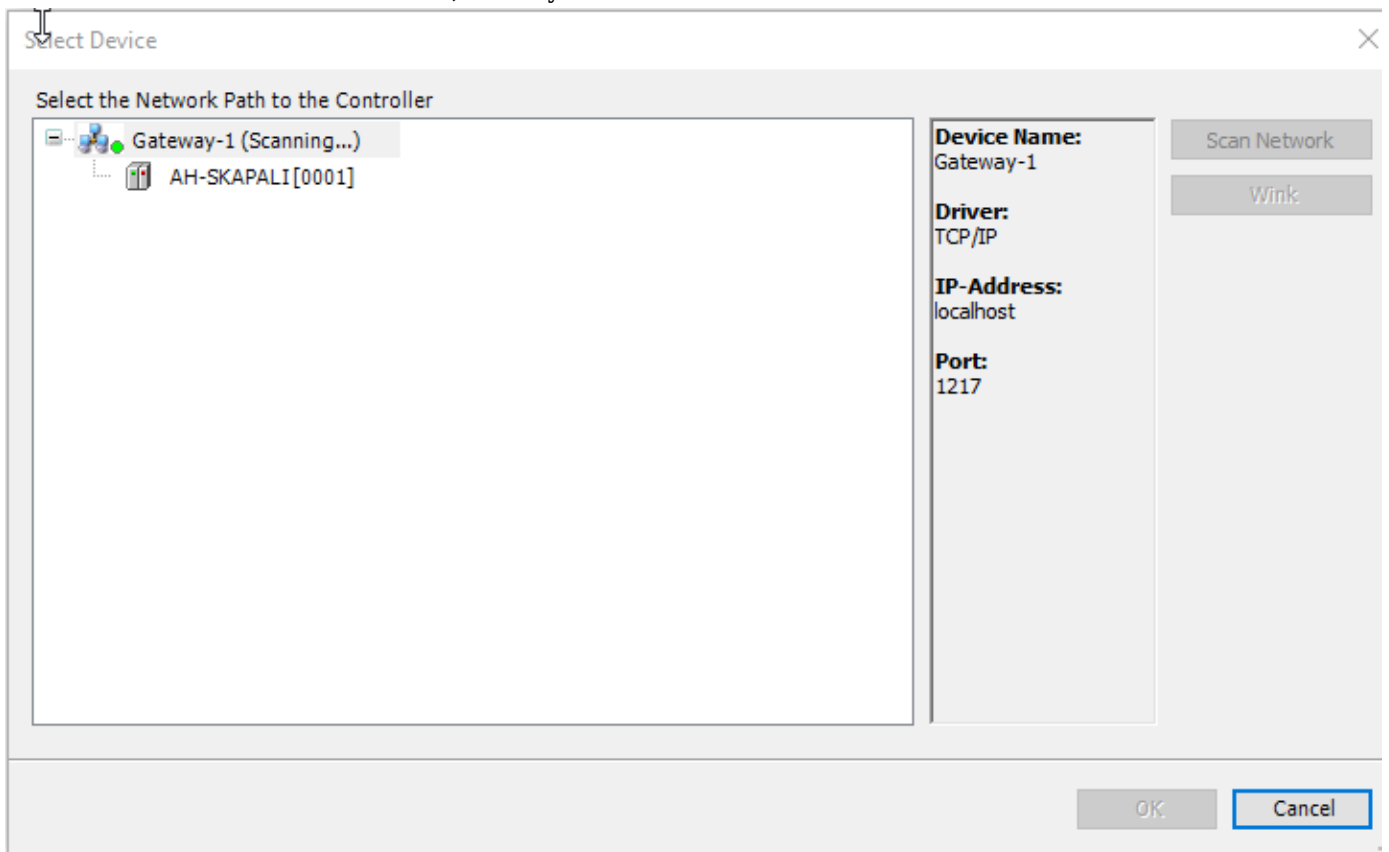 Select Device
Select the Network Path to the Controller
Gateway-1 (Scanning...)
AH-SKAPALI[0001]
Device Name:
Gateway-1
Driver:
TCP/IP
IP-Address:
localhost
Port:
1217
Scan Network
Wink
OK
Cancel